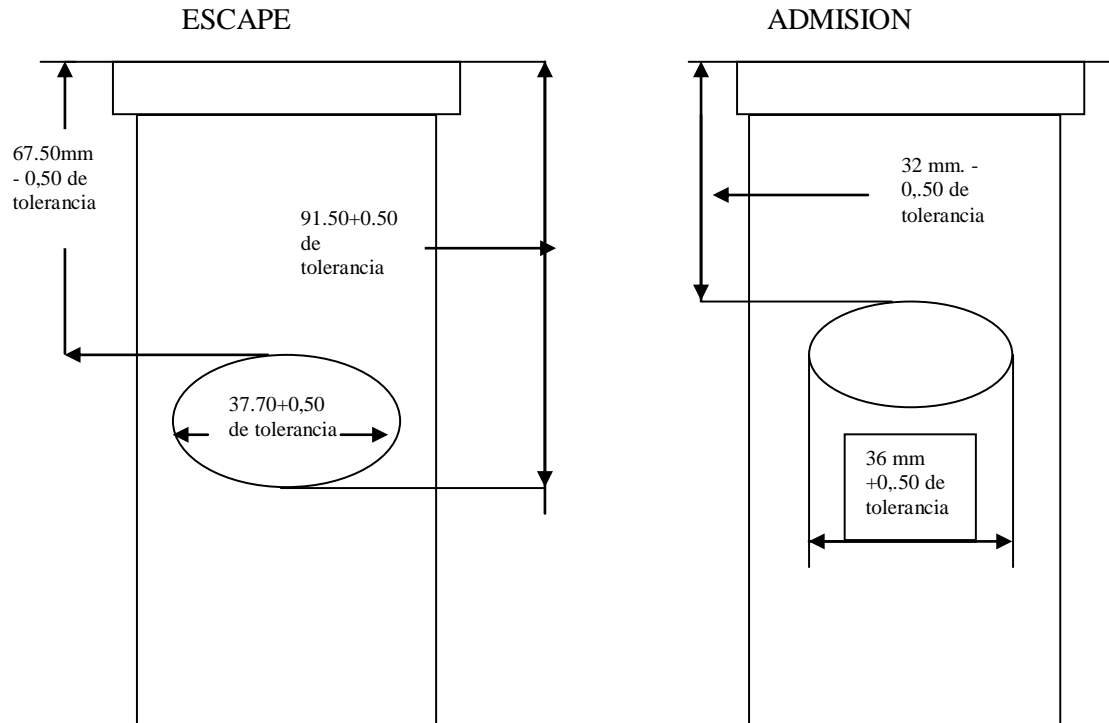 ESCAPE
67.50mm
- 0,50 de
tolerancia
91.50+0.50
de
tolerancia
37.70+0,50
de tolerancia
ADMISION
32 mm. -
0,.50 de
tolerancia
36 mm
+0,.50 de
tolerancia